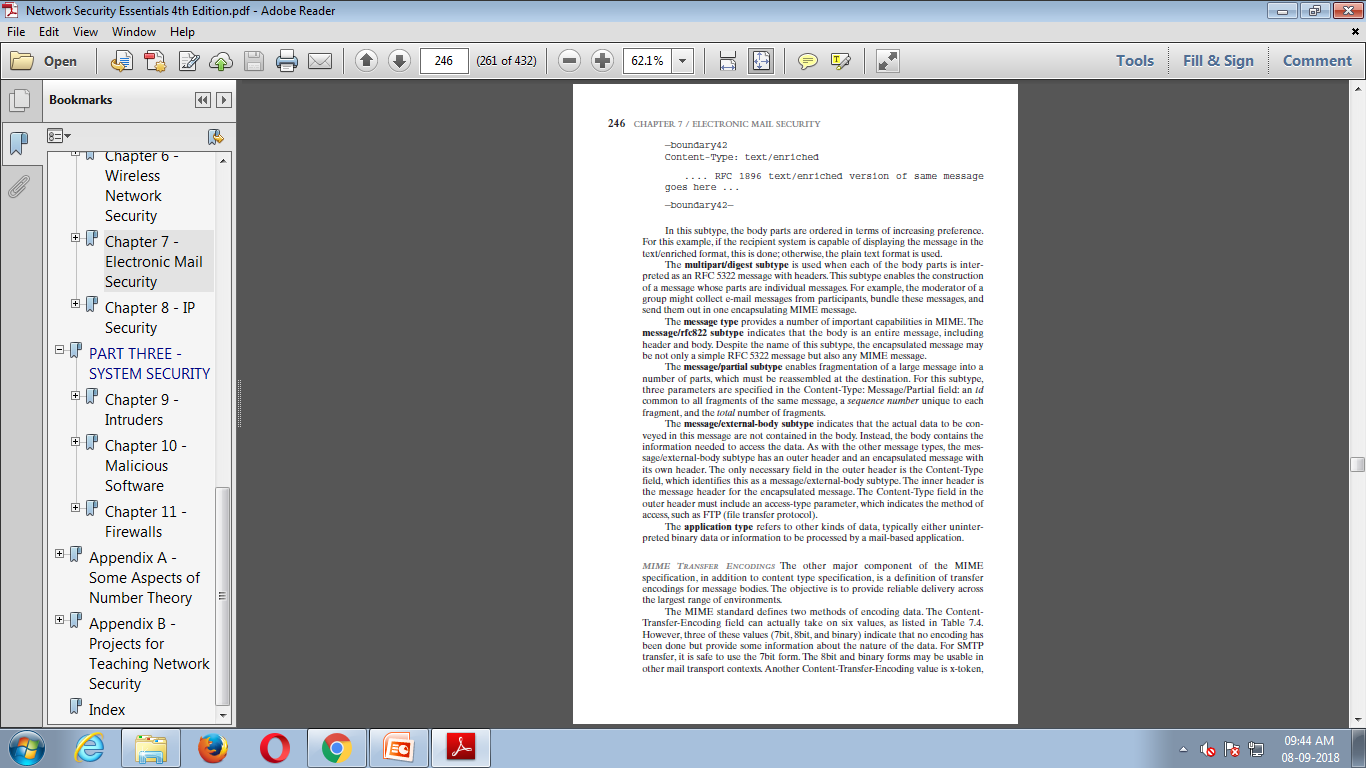 Network Security Essentials 4th Edition.pdf - Adobe Reader
File Edit View Window Help
Open
246
(261 of 432)
62.1%
Tools
Fill & Sign
Comment
Bookmarks
Chapter 6 -
Wireless
Network
Security
Chapter 7 -
Electronic Mail
Security
Chapter 8 - IP
Security
PART THREE -
SYSTEM SECURITY
Chapter 9 -
Intruders
Chapter 10 -
Malicious
Software
Chapter 11 -
Firewalls
Appendix A -
Some Aspects of
Number Theory
Appendix B -
Projects for
Teaching Network
Security
Index
246 CHAPTER 7 / ELECTRONIC MAIL SECURITY
—boundary42
Content-Type: text/enriched
.... RFC 1896 text/enriched version of same message
goes here ...
—boundary42—
In this subtype, the body parts are ordered in terms of increasing preference.
For this example, if the recipient system is capable of displaying the message in the
text/enriched format, this is done; otherwise, the plain text format is used.
The multipart/digest subtype is used when each of the body parts is inter-
preted as an RFC 5322 message with headers. This subtype enables the construction
of a message whose parts are individual messages. For example, the moderator of a
group might collect e-mail messages from participants, bundle these messages, and
send them out in one encapsulating MIME message.
The message type provides a number of important capabilities in MIME. The
message/rfc822 subtype indicates that the body is an entire message, including
header and body. Despite the name of this subtype, the encapsulated message may
be not only a simple RFC 5322 message but also any MIME message.
The message/partial subtype enables fragmentation of a large message into a
number of parts, which must be reassembled at the destination. For this subtype,
three parameters are specified in the Content-Type: Message/Partial field: an id
common to all fragments of the same message, a sequence number unique to each
fragment, and the total number of fragments.
The message/external-body subtype indicates that the actual data to be con-
veyed in this message are not contained in the body. Instead, the body contains the
information needed to access the data. As with the other message types, the mes-
sage/external-body subtype has an outer header and an encapsulated message with
its own header. The only necessary field in the outer header is the Content-Type
field, which identifies this as a message/external-body subtype. The inner header is
the message header for the encapsulated message. The Content-Type field in the
outer header must include an access-type parameter, which indicates the method of
access, such as FTP (file transfer protocol).
The application type refers to other kinds of data, typically either uninter-
preted binary data or information to be processed by a mail-based application.
MIME TRANSFER ENCODINGS The other major component of the MIME
specification, in addition to content type specification, is a definition of transfer
encodings for message bodies. The objective is to provide reliable delivery across
the largest range of environments.
The MIME standard defines two methods of encoding data. The Content-
Transfer-Encoding field can actually take on six values, as listed in Table 7.4.
However, three of these values (7bit, 8bit, and binary) indicate that no encoding has
been done but provide some information about the nature of the data. For SMTP
transfer, it is safe to use the 7bit form. The 8bit and binary forms may be usable in
other mail transport contexts. Another Content-Transfer-Encoding value is x-token,
09:44 AM
08-09-2018